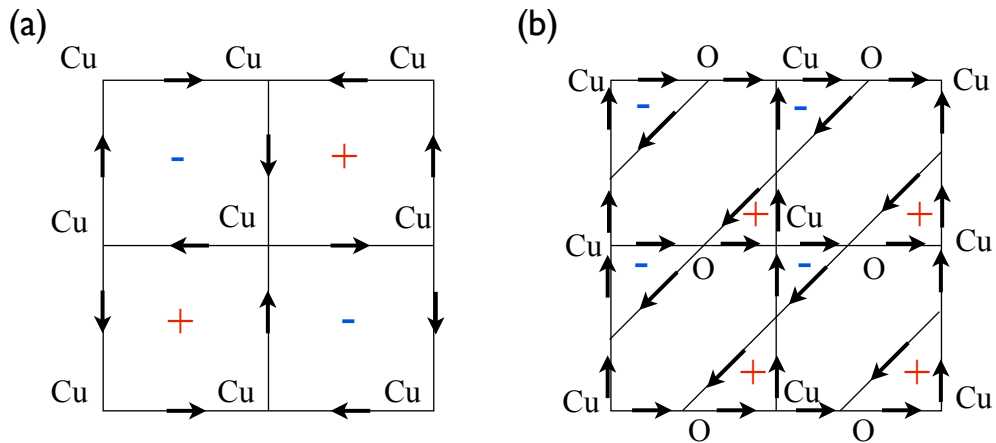 (a)
(b)
Cu Cu Cu
O Cu O
Cu Cu
- +
- -
Cu Cu Cu
+ Cu +
Cu O O Cu
- -
+ -
+ +
Cu Cu Cu
Cu O Cu O Cu